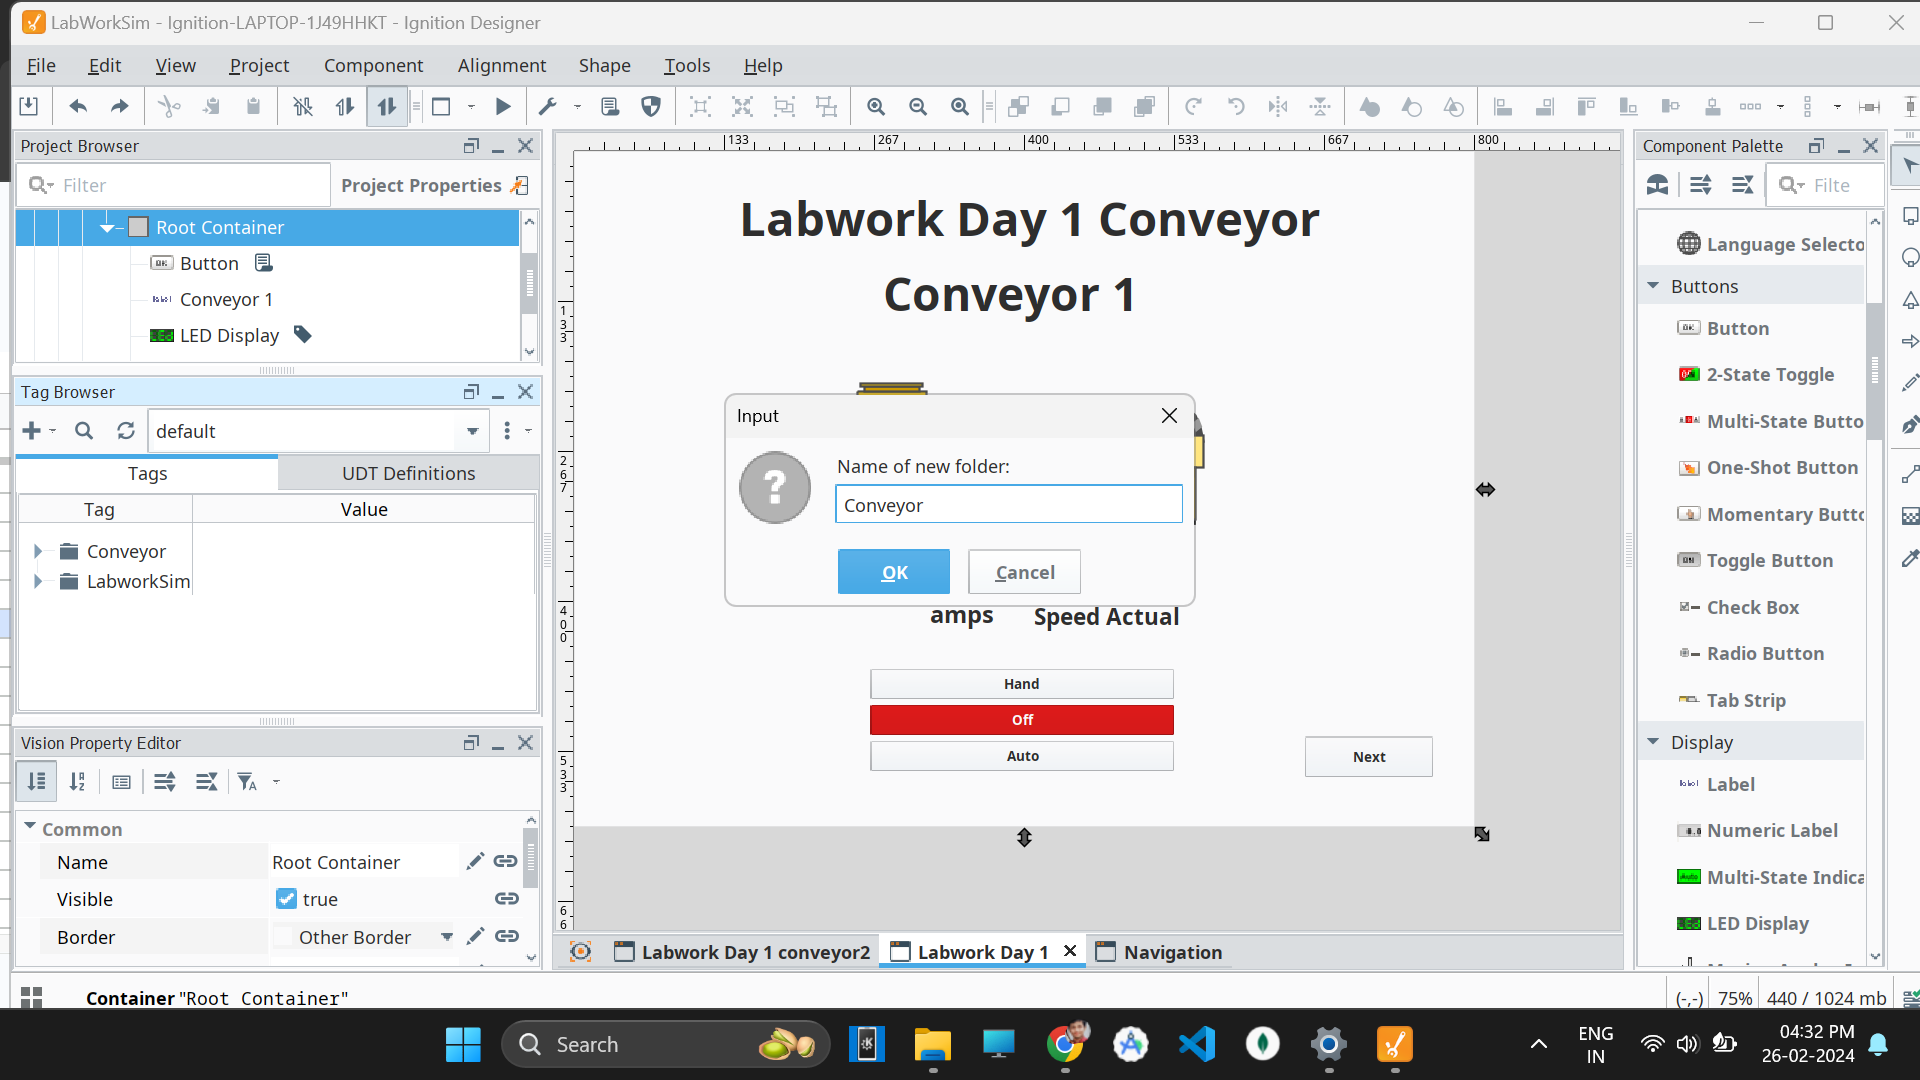 LabWorkSim - Ignition-LAPTOP-1J49HHKT - Ignition Designer
File Edit View Project Component Alignment Shape Tools Help
Project Browser
Filter
Project Properties
Root Container
Button
Conveyor 1
LED Display
Tag Browser
default
Tags UDT Definitions
Tag Value
Conveyor
LabworkSim
Vision Property Editor
Common
Name Root Container
Visible true
Border Other Border
133 267 400 533 667 800
133
267
400
533
66
Labwork Day 1 Conveyor
Conveyor 1
Input
Name of new folder:
Conveyor
OK Cancel
amps Speed Actual
Hand
Off
Auto
Next
Labwork Day 1 conveyor2 Labwork Day 1 Navigation
Component Palette
Filte
Language Selecto
Buttons
Button
2-State Toggle
Multi-State Butto
One-Shot Button
Momentary Butto
Toggle Button
Check Box
Radio Button
Tab Strip
Display
Label
Numeric Label
Multi-State Indica
LED Display
Container "Root Container"
(-,-) 75% 440 / 1024 mb
Search
ENG
IN
04:32 PM
26-02-2024